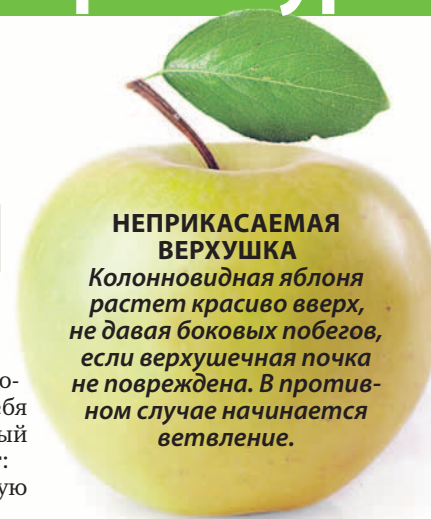 НЕПРИКАСАЕМАЯ
ВЕРХУШКА
Колонновидная яблоня
растет красиво вверх,
не давая боковых побегов,
если верхушечная почка
не повреждена. В против-
ном случае начинается
ветвление.